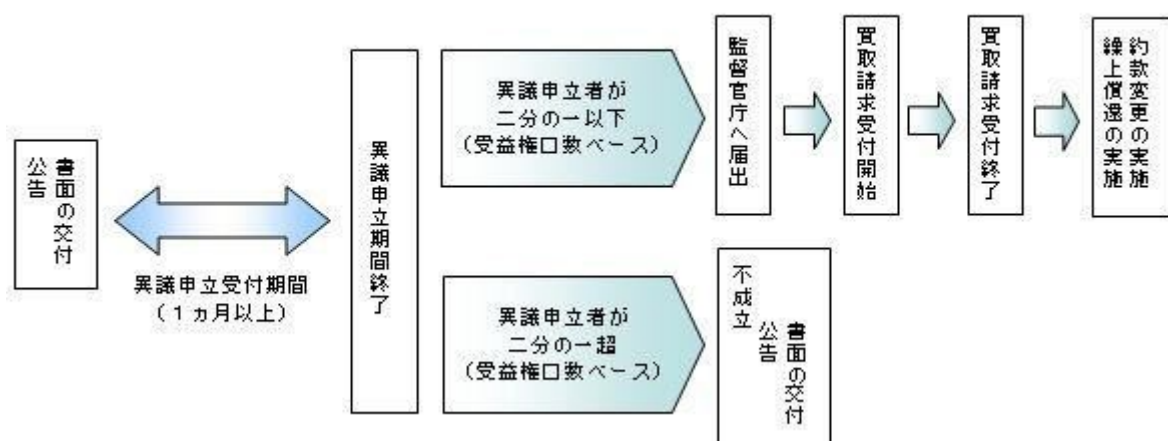 書面の交付
公告
異議申立受付期間
（１ヵ月以上）
異議申立期間終了
異議申立者が
二分の一以下
（受益権口数ベース）
監督官庁へ届出
買取請求受付開始
買取請求受付終了
約款変更の実施
繰上償還の実施
異議申立者が
二分の一超
（受益権口数ベース）
不成立
書面の交付
公告